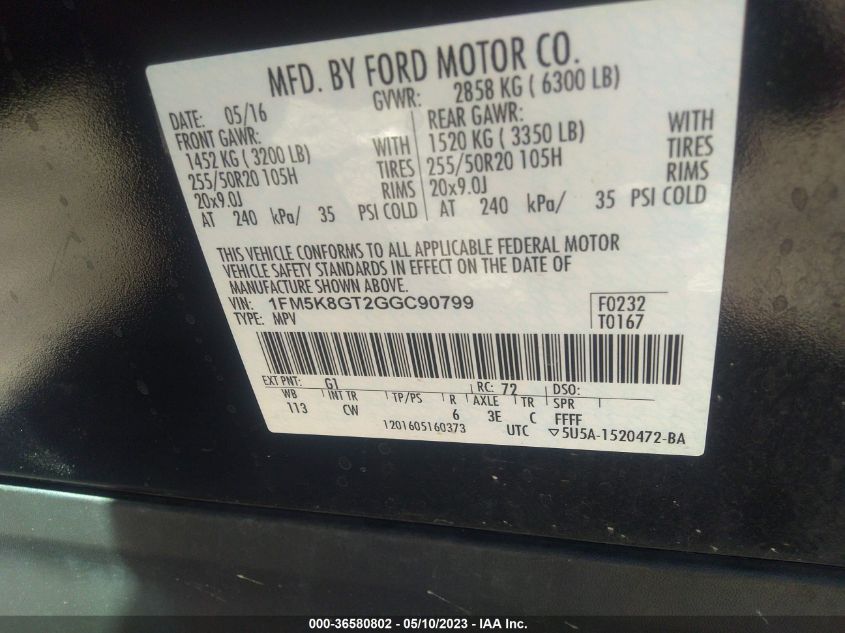 MFD. BY FORD MOTOR CO.
DATE: 05/16 GVWR: 2858 KG ( 6300 LB)
FRONT GAWR: REAR GAWR:
1452 KG ( 3200 LB) WITH 1520 KG ( 3350 LB) WITH
255/50R20 105H TIRES 255/50R20 105H TIRES
20x9.0J RIMS 20x9.0J RIMS
AT 240 kPa/ 35 PSI COLD AT 240 kPa/ 35 PSI COLD
THIS VEHICLE CONFORMS TO ALL APPLICABLE FEDERAL MOTOR
VEHICLE SAFETY STANDARDS IN EFFECT ON THE DATE OF
MANUFACTURE SHOWN ABOVE.
VIN: 1FM5K8GT2GGC90799 F0232
TYPE: MPV T0167
EXT PNT: G1 RC: 72 DSO:
WB INT TR TP/PS R AXLE TR SPR
113 CW 6 3E C FFFF
1201605160373 UTC ▽5U5A-1520472-BA
000-36580802 - 05/10/2023 - IAA Inc.